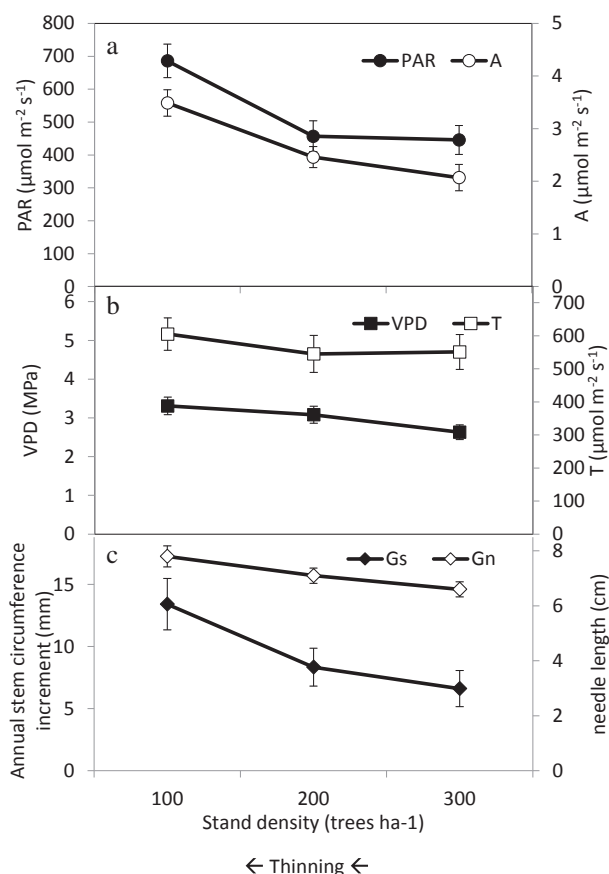 800
700
600
500
400
300
200
100
0
PAR (μmol m⁻² s⁻¹)
a
PAR
A
5
4
3
2
1
0
A (μmol m⁻² s⁻¹)
6
5
4
3
2
1
0
VPD (MPa)
b
VPD
T
700
600
500
400
300
200
100
0
T (μmol m⁻² s⁻¹)
15
10
5
0
Annual stem circumference
increment (mm)
c
Gs
Gn
8
6
4
2
0
needle length (cm)
100 200 300
Stand density (trees ha-1)
← Thinning ←